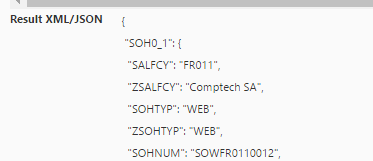 Result XML/JSON {
"SOH0_1": {
"SALFCY": "FR011",
"ZSALFCY": "Comptech SA",
"SOHTYP": "WEB",
"ZSOHTYP": "WEB",
"SOHNUM": "SOWFR0110012",